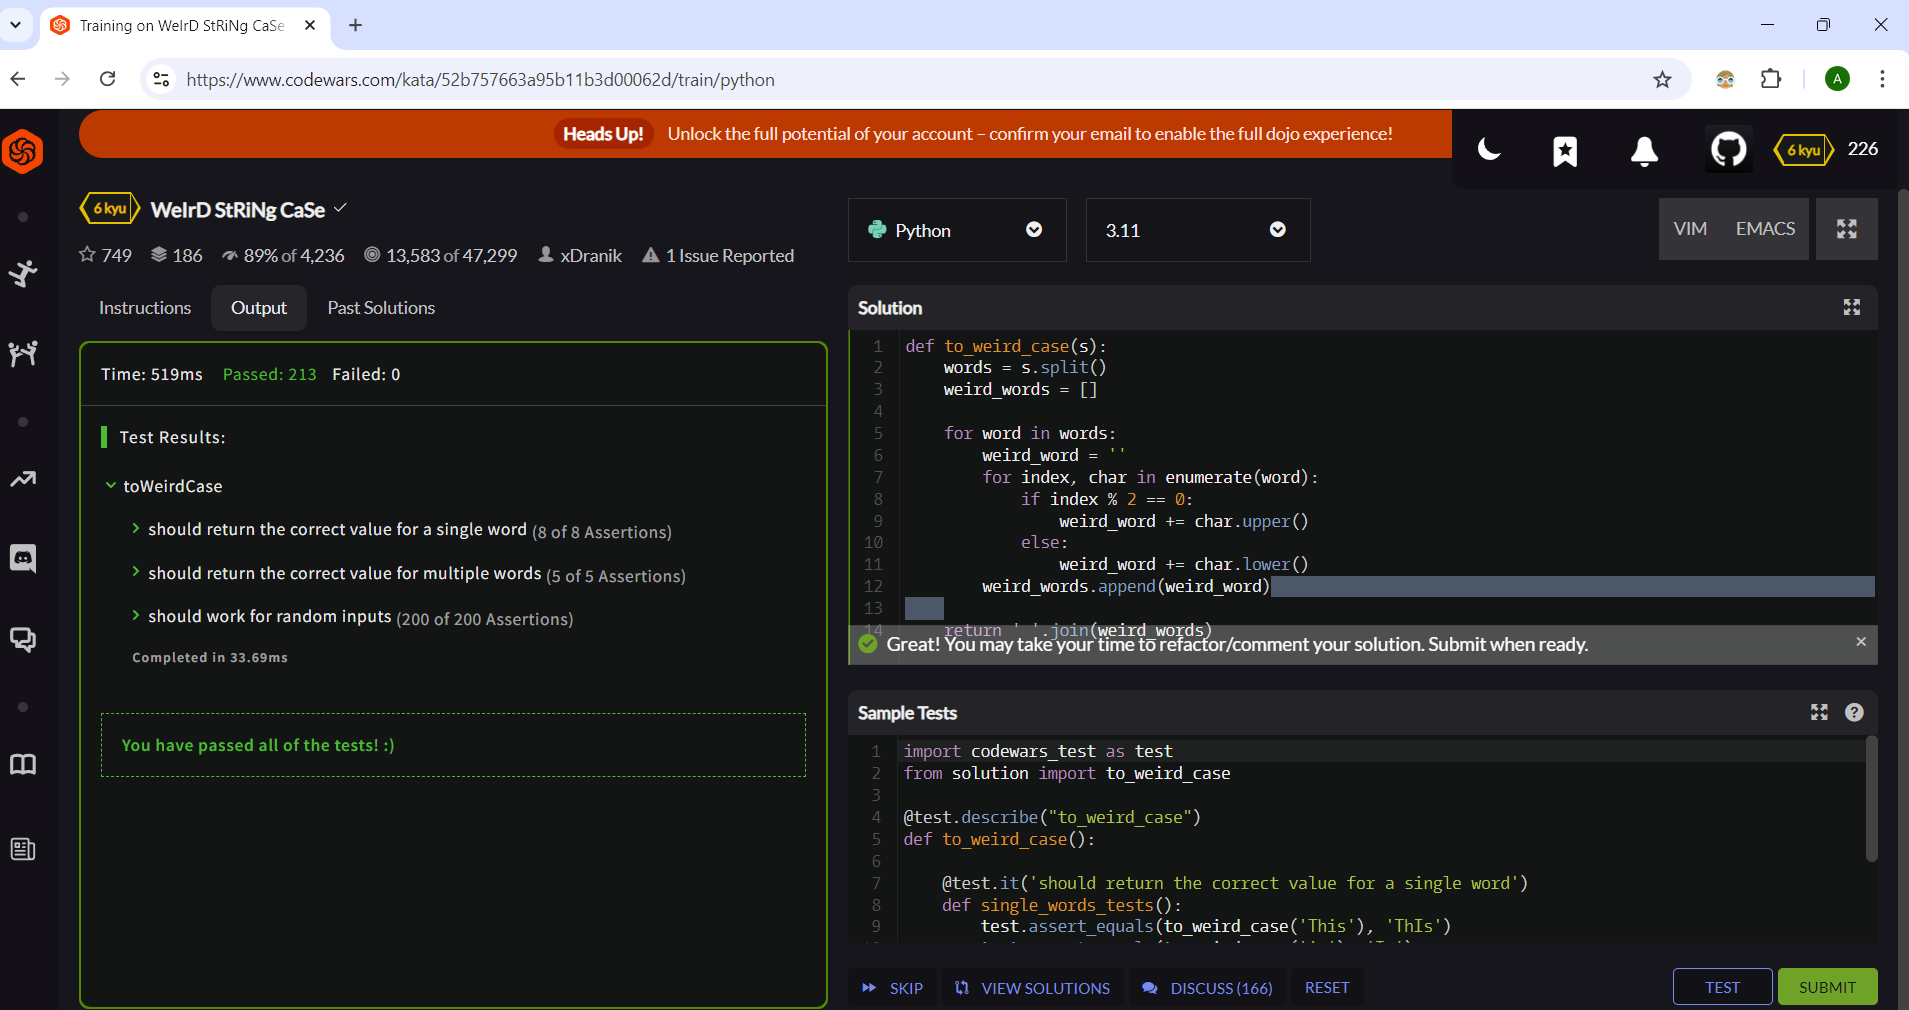 Training on WeIrD StRiNg CaSe
https://www.codewars.com/kata/52b757663a95b11b3d00062d/train/python
A
Heads Up! Unlock the full potential of your account – confirm your email to enable the full dojo experience!
6 kyu 226
6 kyu WeIrD StRiNg CaSe
749 186 89% of 4,236 13,583 of 47,299 xDranik 1 Issue Reported
Instructions Output Past Solutions
Time: 519ms Passed: 213 Failed: 0
Test Results:
toWeirdCase
should return the correct value for a single word (8 of 8 Assertions)
should return the correct value for multiple words (5 of 5 Assertions)
should work for random inputs (200 of 200 Assertions)
Completed in 33.69ms
You have passed all of the tests! :)
Python 3.11 VIM EMACS
Solution
1 def to_weird_case(s):
2 words = s.split()
3 weird_words = []
4
5 for word in words:
6 weird_word = ''
7 for index, char in enumerate(word):
8 if index % 2 == 0:
9 weird_word += char.upper()
10 else:
11 weird_word += char.lower()
12 weird_words.append(weird_word)
13
14 return ' '.join(weird_words)
Great! You may take your time to refactor/comment your solution. Submit when ready.
Sample Tests
1 import codewars_test as test
2 from solution import to_weird_case
3
4 @test.describe("to_weird_case")
5 def to_weird_case():
6
7 @test.it('should return the correct value for a single word')
8 def single_words_tests():
9 test.assert_equals(to_weird_case('This'), 'ThIs')
SKIP VIEW SOLUTIONS DISCUSS (166) RESET TEST SUBMIT